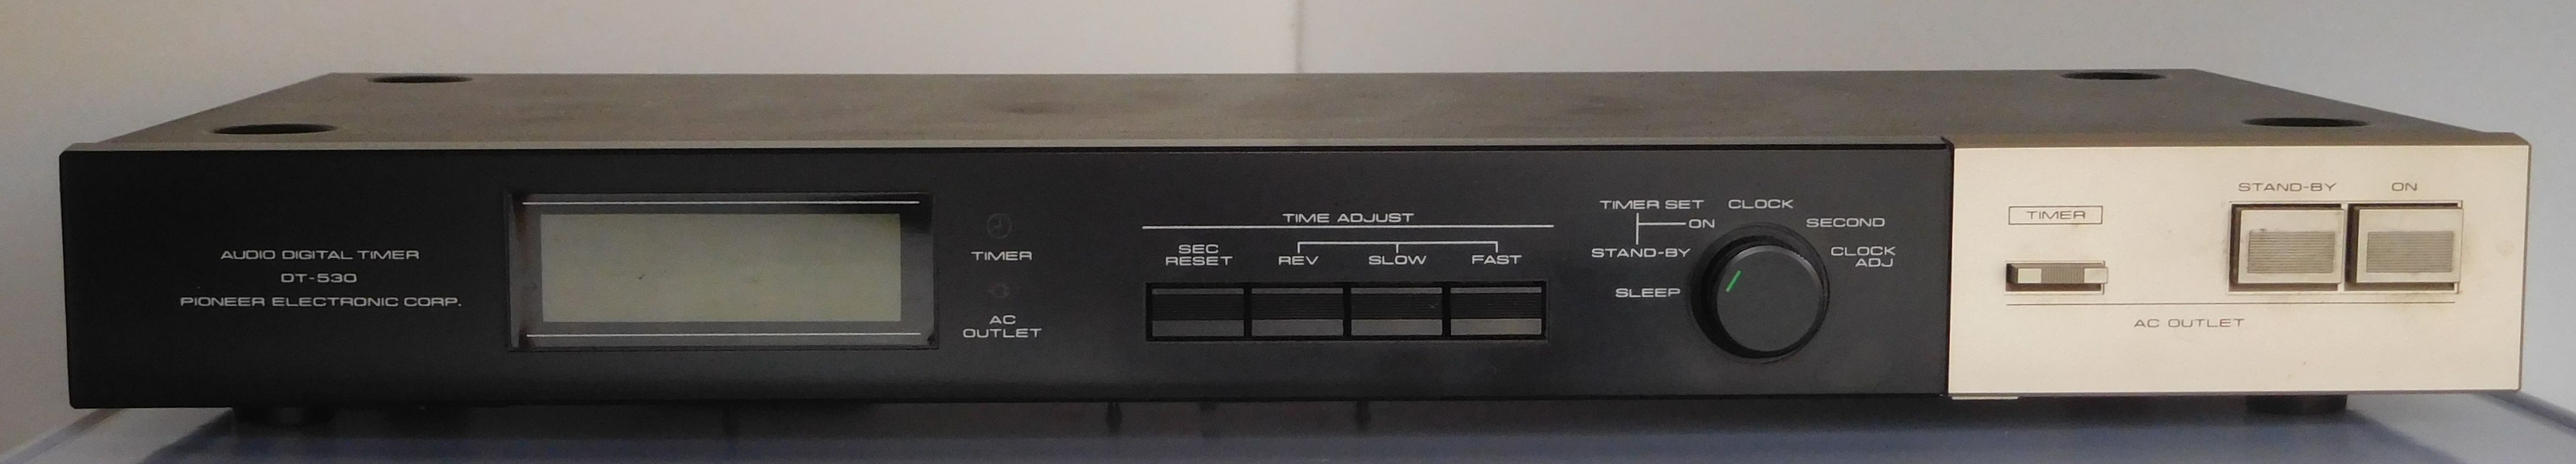 AUDIO DIGITAL TIMER
DT-530
PIONEER ELECTRONIC CORP.
TIMER
AC
OUTLET
TIME ADJUST
SEC
RESET
REV
SLOW
FAST
TIMER SET
ON
STAND-BY
SLEEP
CLOCK
SECOND
CLOCK
ADJ
TIMER
STAND-BY
ON
AC OUTLET